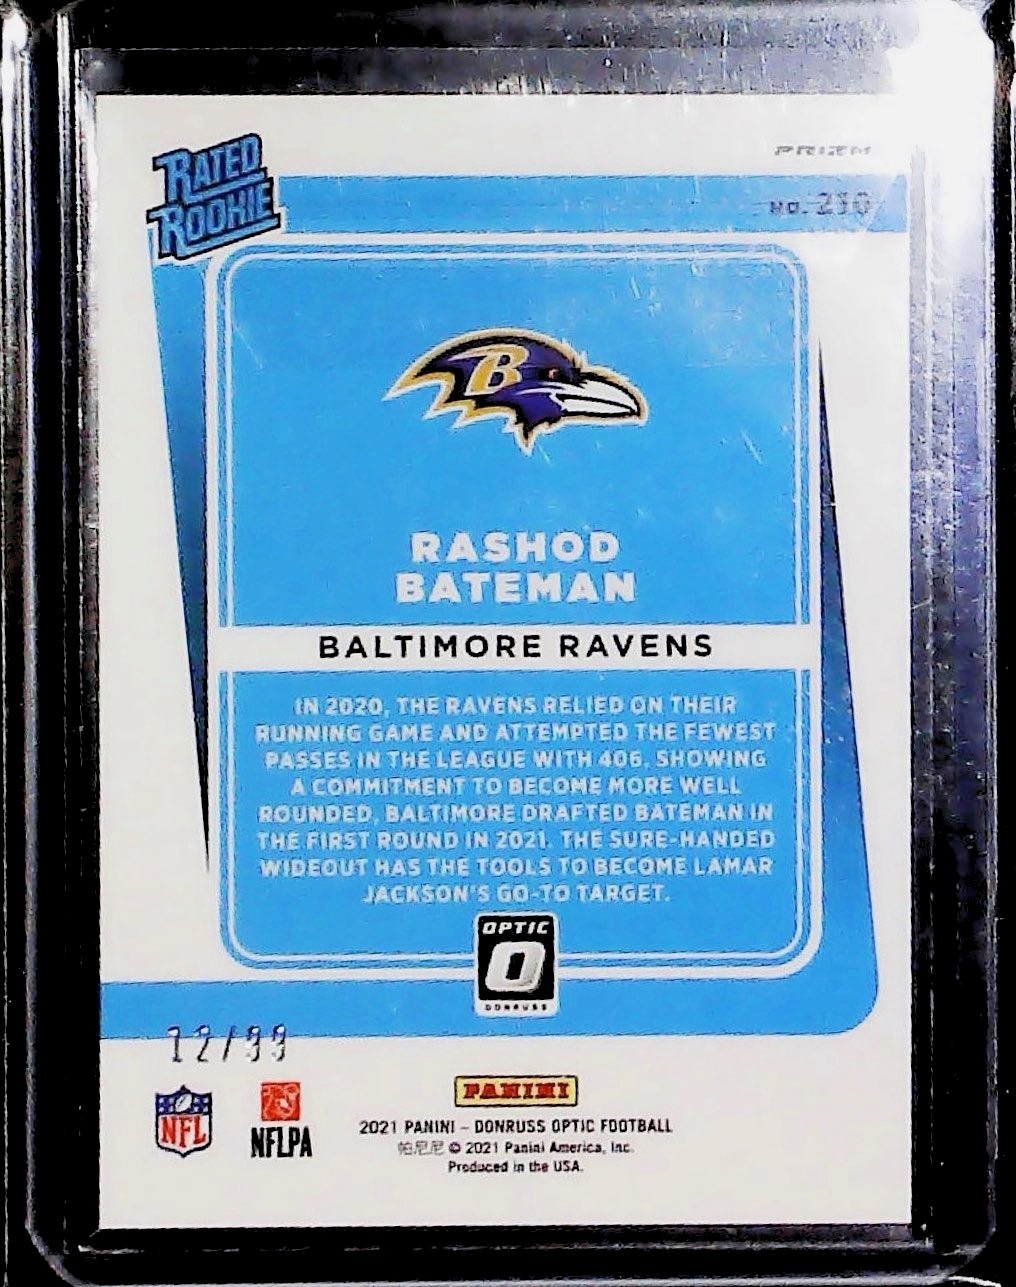 RATED
ROOKIE
PRIZM
NO. 210
B
RASHOD
BATEMAN
BALTIMORE RAVENS
IN 2020, THE RAVENS RELIED ON THEIR
RUNNING GAME AND ATTEMPTED THE FEWEST
PASSES IN THE LEAGUE WITH 406. SHOWING
A COMMITMENT TO BECOME MORE WELL
ROUNDED, BALTIMORE DRAFTED BATEMAN IN
THE FIRST ROUND IN 2021. THE SURE-HANDED
WIDEOUT HAS THE TOOLS TO BECOME LAMAR
JACKSON'S GO-TO TARGET.
OPTIC
O
DONRUSS
12/99
NFL
NFLPA
PANINI
2021 PANINI – DONRUSS OPTIC FOOTBALL
帕尼尼 © 2021 Panini America, Inc.
Produced in the USA.